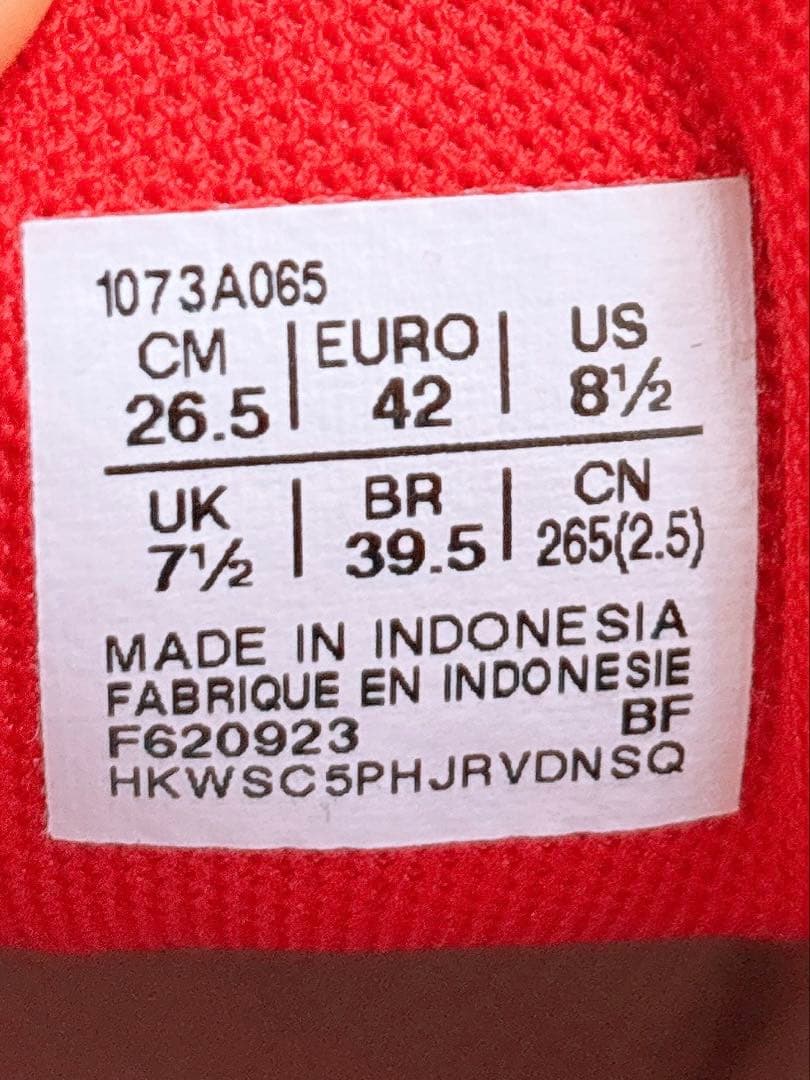 1073A065
CM | EURO | US
26.5 | 42 | 8½
UK | BR | CN
7½ | 39.5 | 265(2.5)
MADE IN INDONESIA
FABRIQUE EN INDONESIE
F620923 BF
HKWSC5PHJRVDNSQ